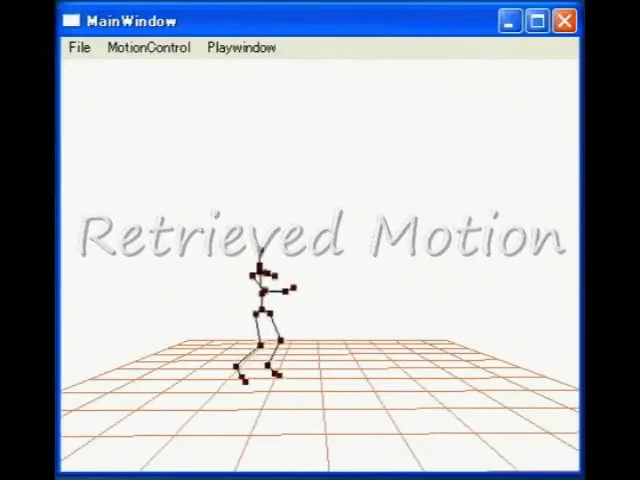 MainWindow
File MotionControl Playwindow
Retrieved Motion